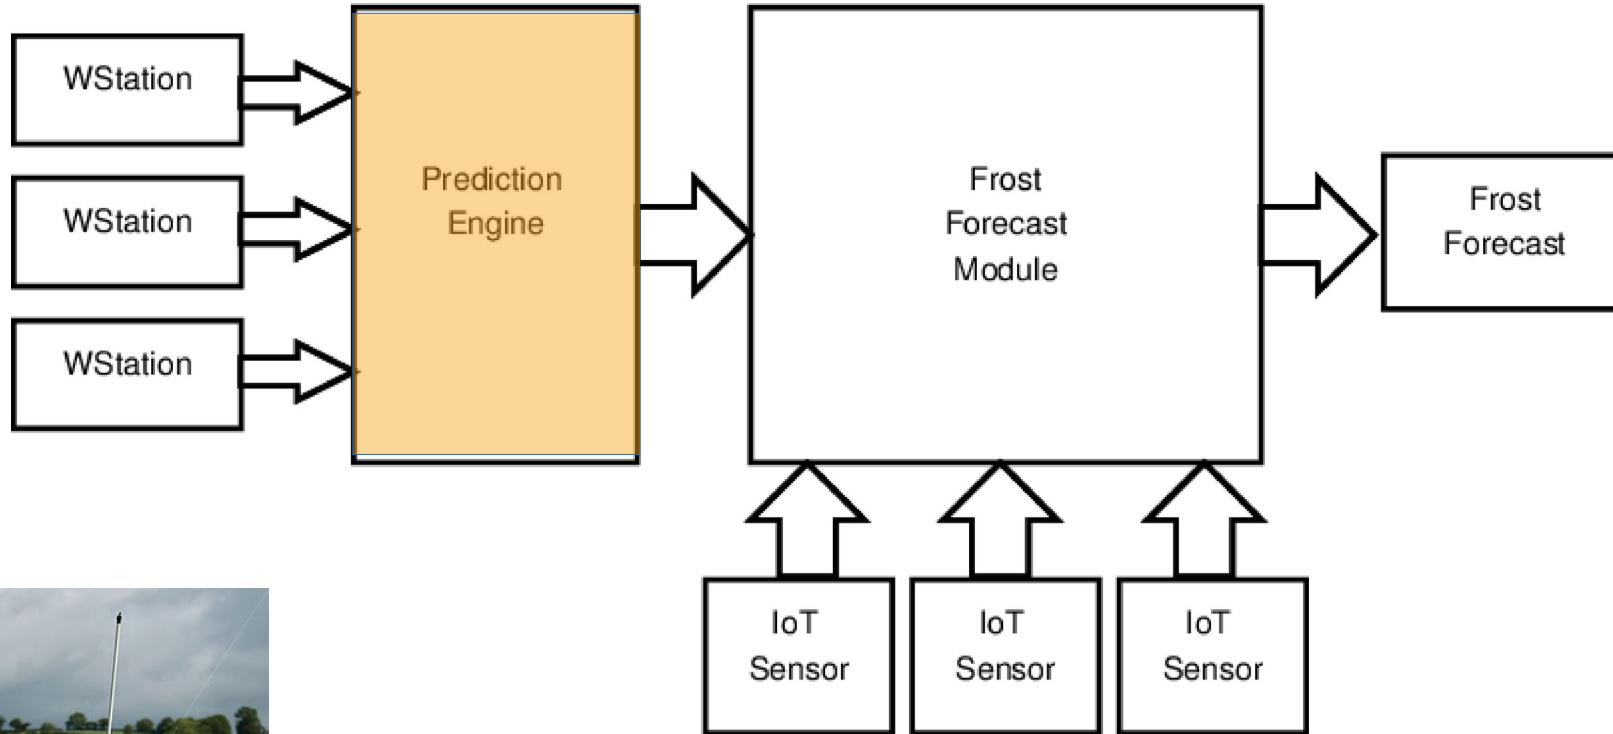 WStation
WStation
WStation
Prediction
Engine
Frost
Forecast
Module
Frost
Forecast
IoT
Sensor
IoT
Sensor
IoT
Sensor